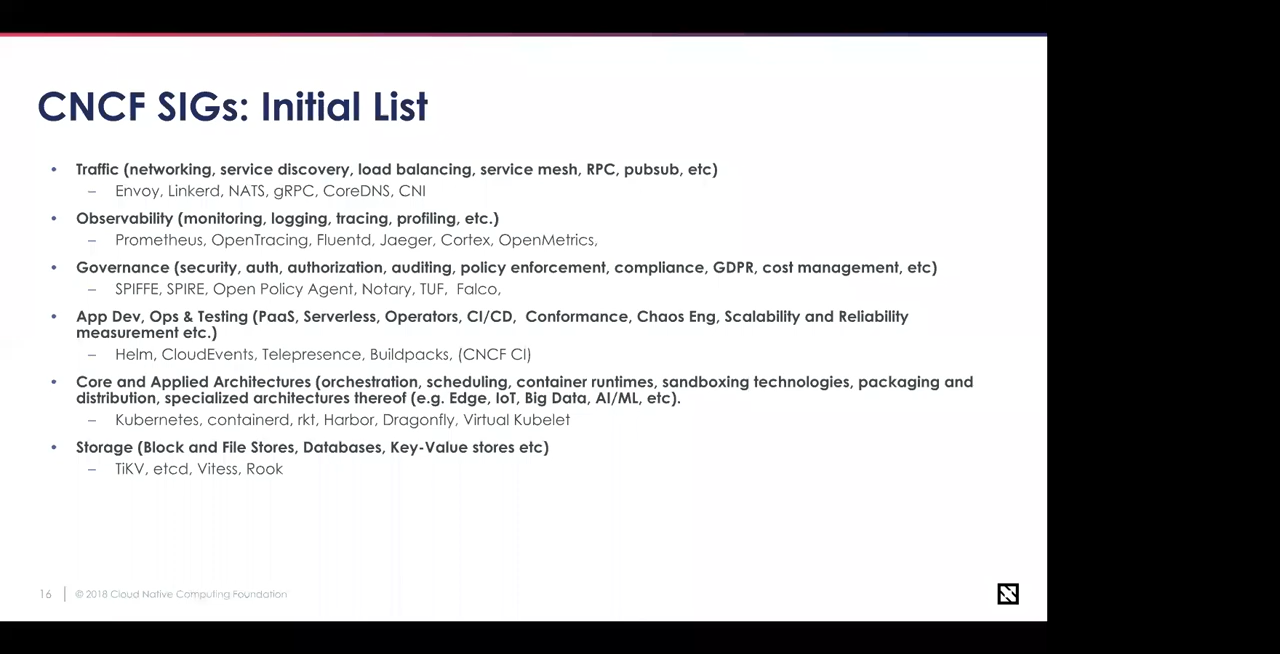 CNCF SIGs: Initial List
• Traffic (networking, service discovery, load balancing, service mesh, RPC, pubsub, etc)
– Envoy, Linkerd, NATS, gRPC, CoreDNS, CNI
• Observability (monitoring, logging, tracing, profiling, etc.)
– Prometheus, OpenTracing, Fluentd, Jaeger, Cortex, OpenMetrics,
• Governance (security, auth, authorization, auditing, policy enforcement, compliance, GDPR, cost management, etc)
– SPIFFE, SPIRE, Open Policy Agent, Notary, TUF, Falco,
• App Dev, Ops & Testing (PaaS, Serverless, Operators, CI/CD, Conformance, Chaos Eng, Scalability and Reliability
measurement etc.)
– Helm, CloudEvents, Telepresence, Buildpacks, (CNCF CI)
• Core and Applied Architectures (orchestration, scheduling, container runtimes, sandboxing technologies, packaging and
distribution, specialized architectures thereof (e.g. Edge, IoT, Big Data, AI/ML, etc).
– Kubernetes, containerd, rkt, Harbor, Dragonfly, Virtual Kubelet
• Storage (Block and File Stores, Databases, Key-Value stores etc)
– TiKV, etcd, Vitess, Rook
16 | © 2018 Cloud Native Computing Foundation